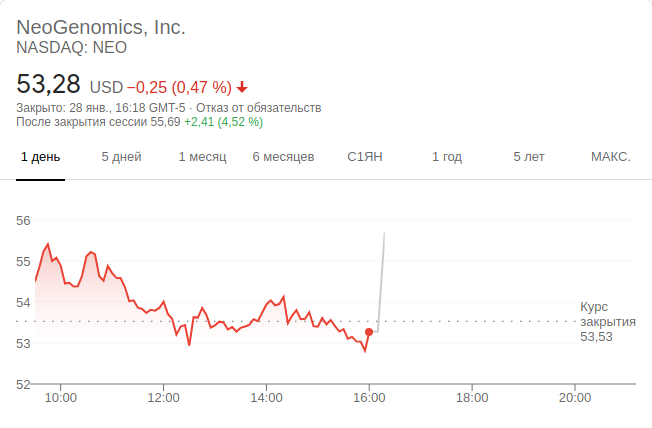 NeoGenomics, Inc.
NASDAQ: NEO
53,28 USD −0,25 (0,47 %)
Закрыто: 28 янв., 16:18 GMT-5 · Отказ от обязательств
После закрытия сессии 55,69 +2,41 (4,52 %)
1 день 5 дней 1 месяц 6 месяцев С1ЯН 1 год 5 лет МАКС.
56
55
54
53
52
Курс
закрытия
53,53
10:00 12:00 14:00 16:00 18:00 20:00